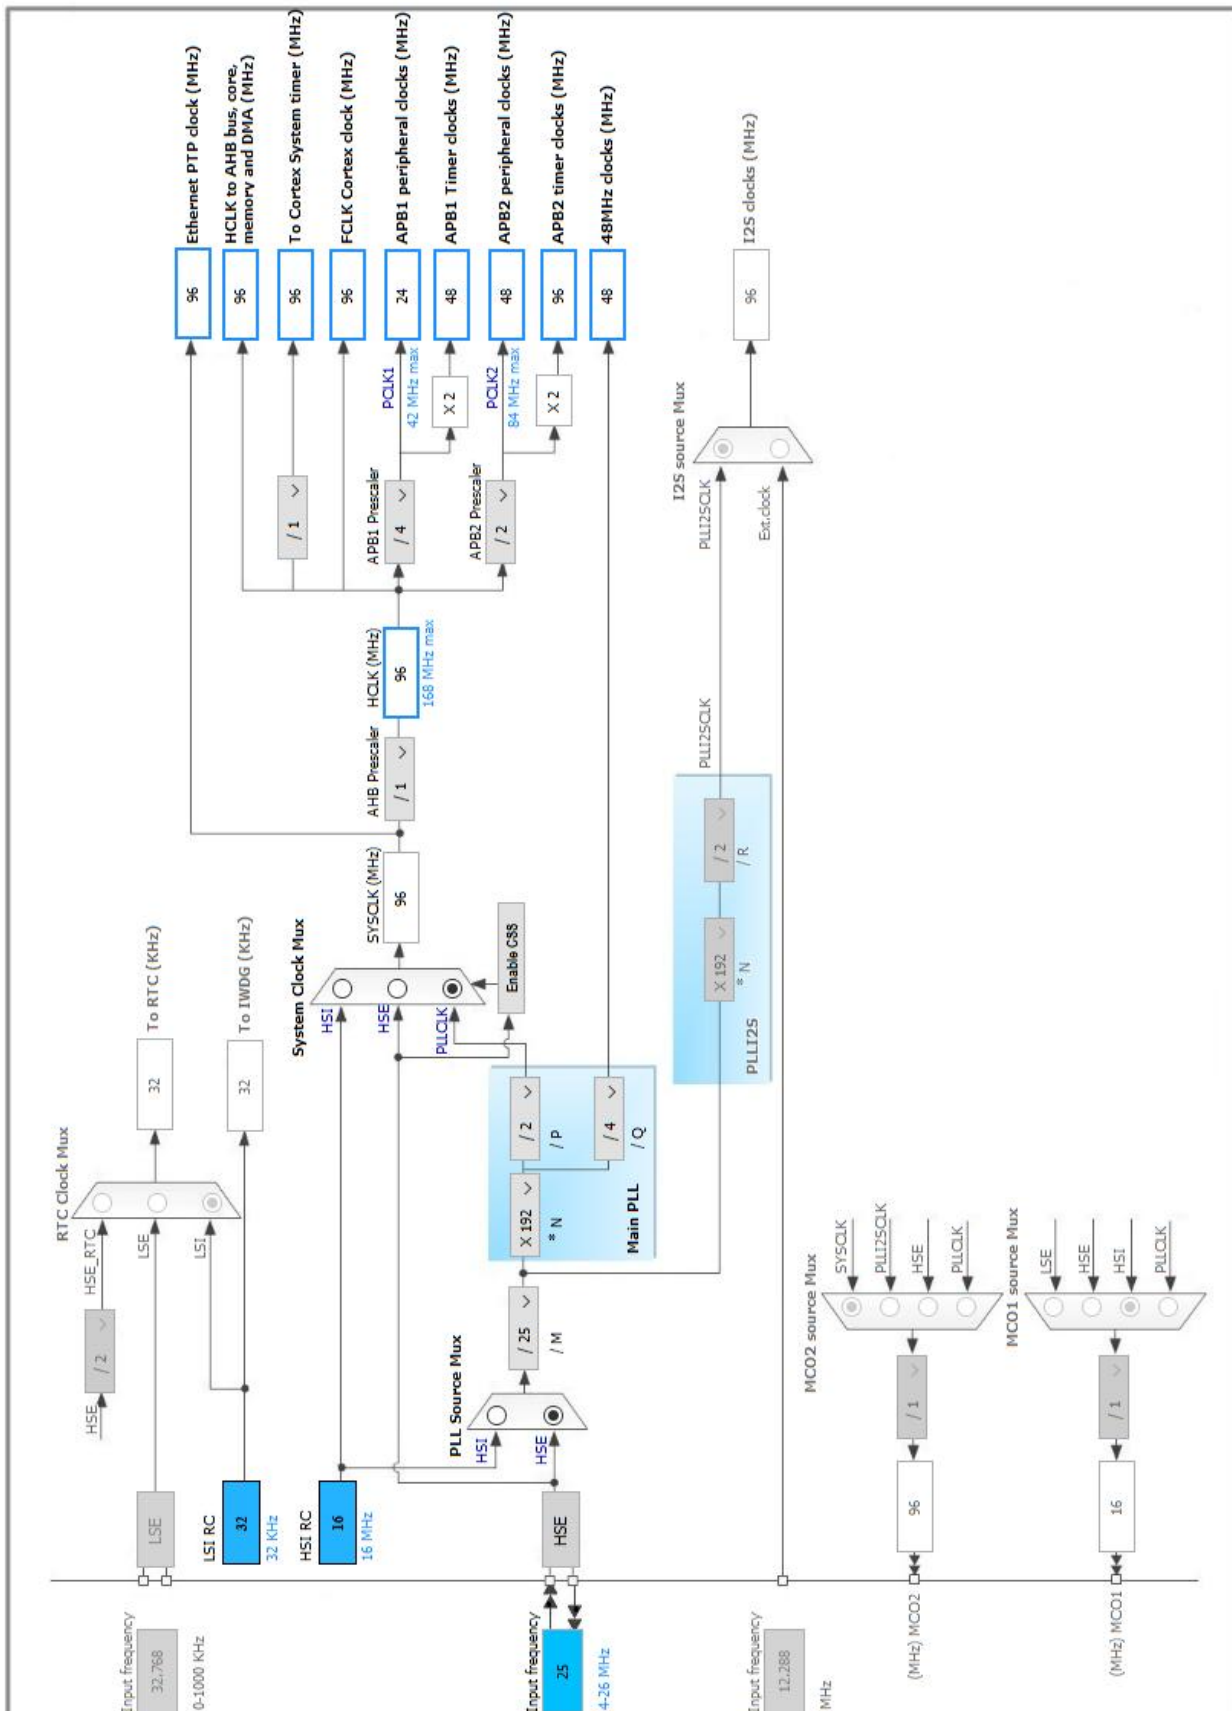 Input frequency
32.768
0-1000 KHz
LSE
HSE
/ 2
HSE_RTC
LSE
LSI
RTC Clock Mux
32
To RTC (KHz)
LSI RC
32
32 KHz
32
To IWDG (KHz)
HSI RC
16
16 MHz
Input frequency
25
4-26 MHz
HSE
PLL Source Mux
HSI
HSE
/ 25
/ M
X 192
* N
/ 2
/ P
/ 4
/ Q
Main PLL
System Clock Mux
HSI
HSE
PLLCLK
Enable CSS
SYSCLK (MHz)
96
AHB Prescaler
/ 1
HCLK (MHz)
96
168 MHz max
/ 1
APB1 Prescaler
/ 4
PCLK1
42 MHz max
X 2
APB2 Prescaler
/ 2
PCLK2
84 MHz max
X 2
96
Ethernet PTP clock (MHz)
96
HCLK to AHB bus, core,
memory and DMA (MHz)
96
To Cortex System timer (MHz)
96
FCLK Cortex clock (MHz)
24
APB1 peripheral clocks (MHz)
48
APB1 Timer clocks (MHz)
48
APB2 peripheral clocks (MHz)
96
APB2 timer clocks (MHz)
48
48MHz clocks (MHz)
PLLI2S
X 192
* N
/ 2
/ R
PLLI2SCLK
PLLI2SCLK
Ext.clock
I2S source Mux
96
I2S clocks (MHz)
Input frequency
12.288
MHz
MCO2 source Mux
SYSCLK
PLLI2SCLK
HSE
PLLCLK
/ 1
96
(MHz) MCO2
MCO1 source Mux
LSE
HSE
HSI
PLLCLK
/ 1
16
(MHz) MCO1